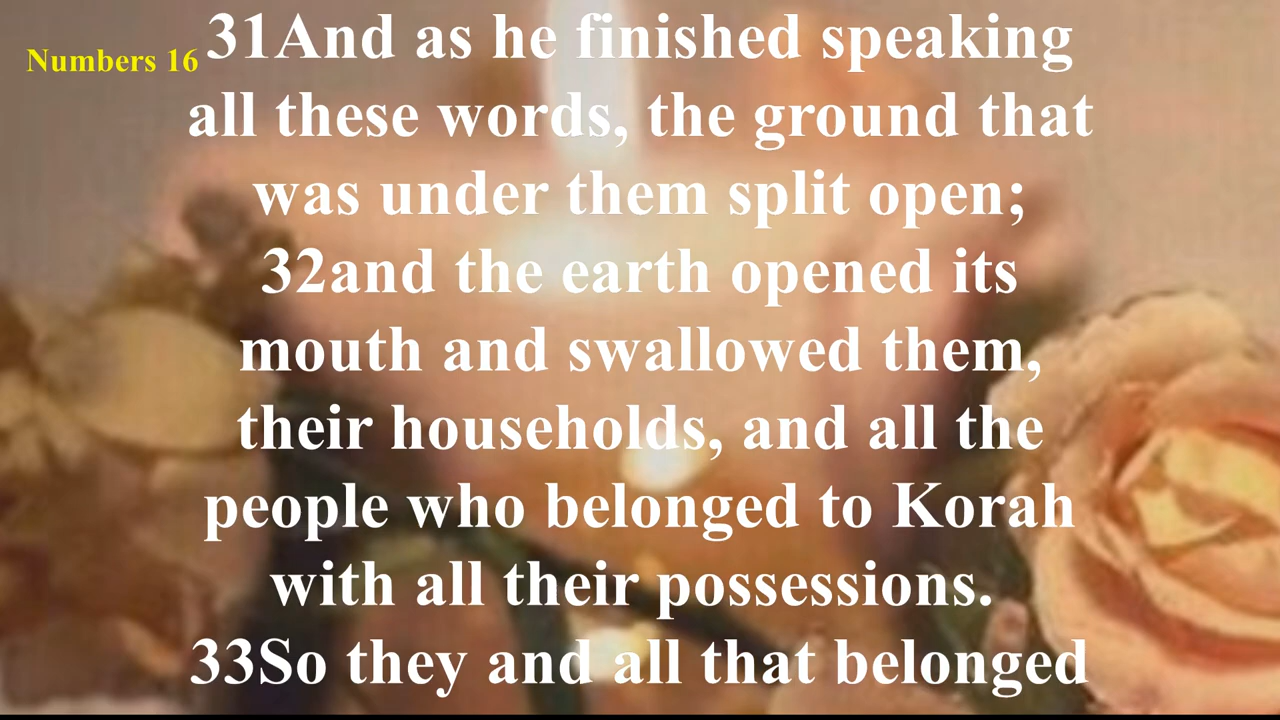 Numbers 16
31And as he finished speaking
all these words, the ground that
was under them split open;
32and the earth opened its
mouth and swallowed them,
their households, and all the
people who belonged to Korah
with all their possessions.
33So they and all that belonged